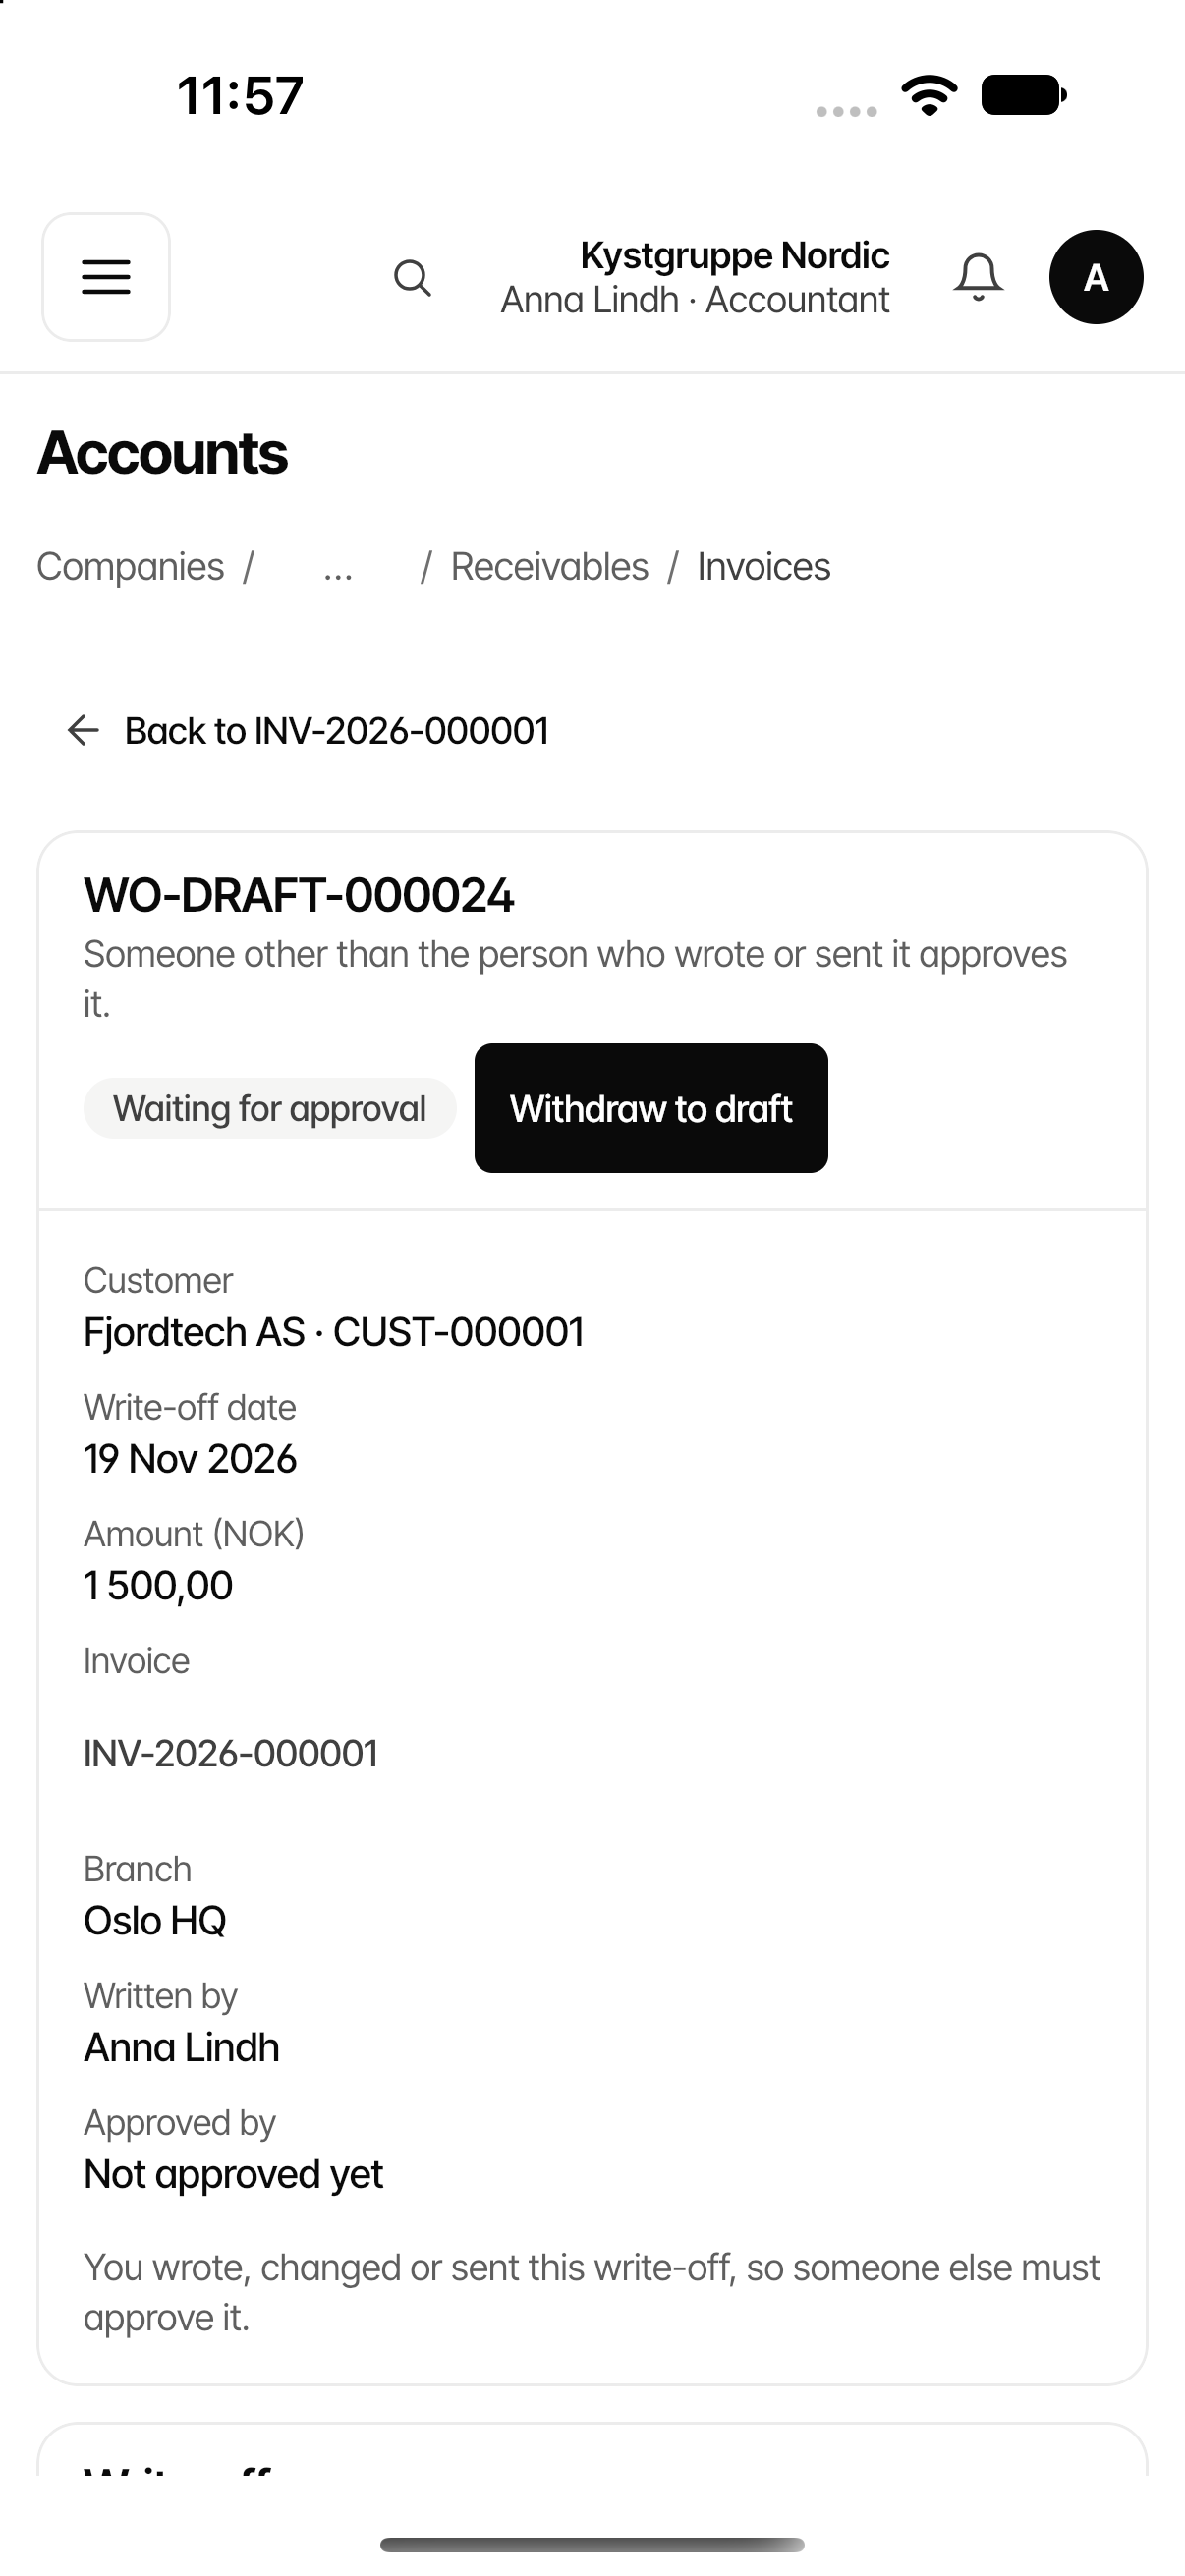 11:57
Kystgruppe Nordic
Anna Lindh · Accountant
A
Accounts
Companies / ... / Receivables / Invoices
Back to INV-2026-000001
WO-DRAFT-000024
Someone other than the person who wrote or sent it approves
it.
Waiting for approval
Withdraw to draft
Customer
Fjordtech AS · CUST-000001
Write-off date
19 Nov 2026
Amount (NOK)
1 500,00
Invoice
INV-2026-000001
Branch
Oslo HQ
Written by
Anna Lindh
Approved by
Not approved yet
You wrote, changed or sent this write-off, so someone else must
approve it.